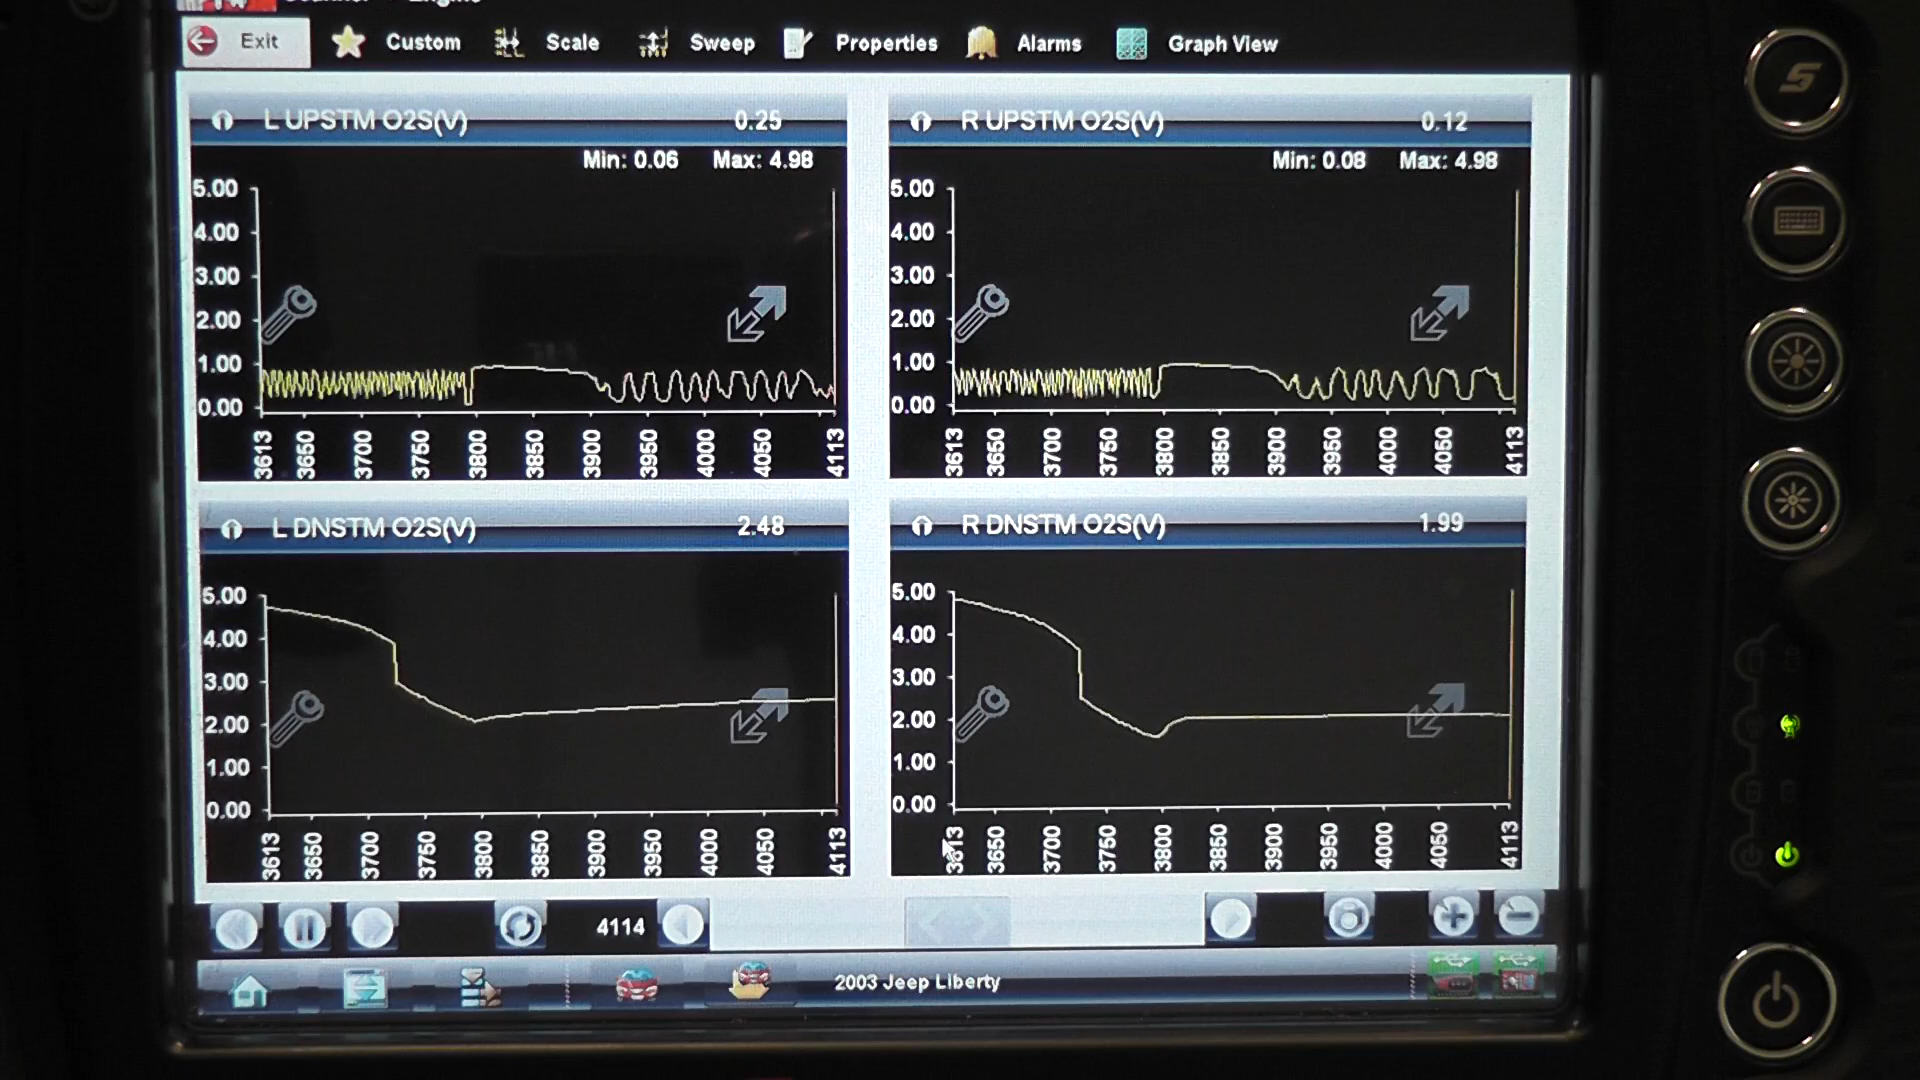 Scanner Engine
Exit Custom Scale Sweep Properties Alarms Graph View
L UPSTM O2S(V) 0.25
Min: 0.06 Max: 4.98
5.00
4.00
3.00
2.00
1.00
0.00
3613 3650 3700 3750 3800 3850 3900 3950 4000 4050 4113
R UPSTM O2S(V) 0.12
Min: 0.08 Max: 4.98
5.00
4.00
3.00
2.00
1.00
0.00
3613 3650 3700 3750 3800 3850 3900 3950 4000 4050 4113
L DNSTM O2S(V) 2.48
5.00
4.00
3.00
2.00
1.00
0.00
3613 3650 3700 3750 3800 3850 3900 3950 4000 4050 4113
R DNSTM O2S(V) 1.99
5.00
4.00
3.00
2.00
1.00
0.00
3613 3650 3700 3750 3800 3850 3900 3950 4000 4050 4113
4114
2003 Jeep Liberty
S